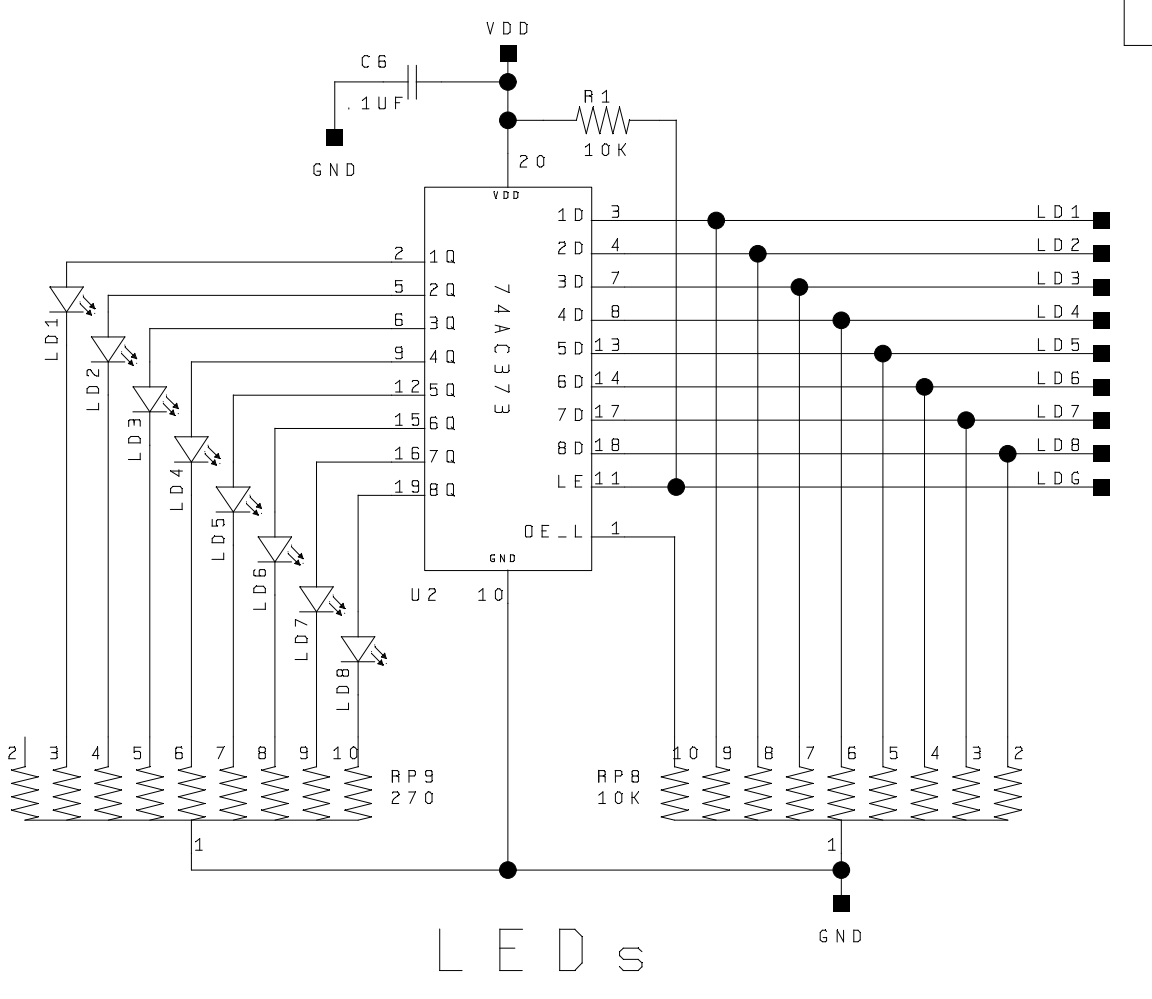 VDD
C6
.1UF
R1
10K
GND
20
VDD
1D 3 LD1
2D 4 LD2
2 1Q
3D 7 LD3
5 2Q
4D 8 LD4
6 3Q
5D 13 LD5
9 4Q
6D 14 LD6
12 5Q
7D 17 LD7
15 6Q
8D 18 LD8
16 7Q
LE 11 LDG
19 8Q
74AC373
OE_L 1
GND
U2 10
LD1
LD2
LD3
LD4
LD5
LD6
LD7
LD8
2 3 4 5 6 7 8 9 10
RP9
270
1
10 9 8 7 6 5 4 3 2
RP8
10K
1
GND
LEDs